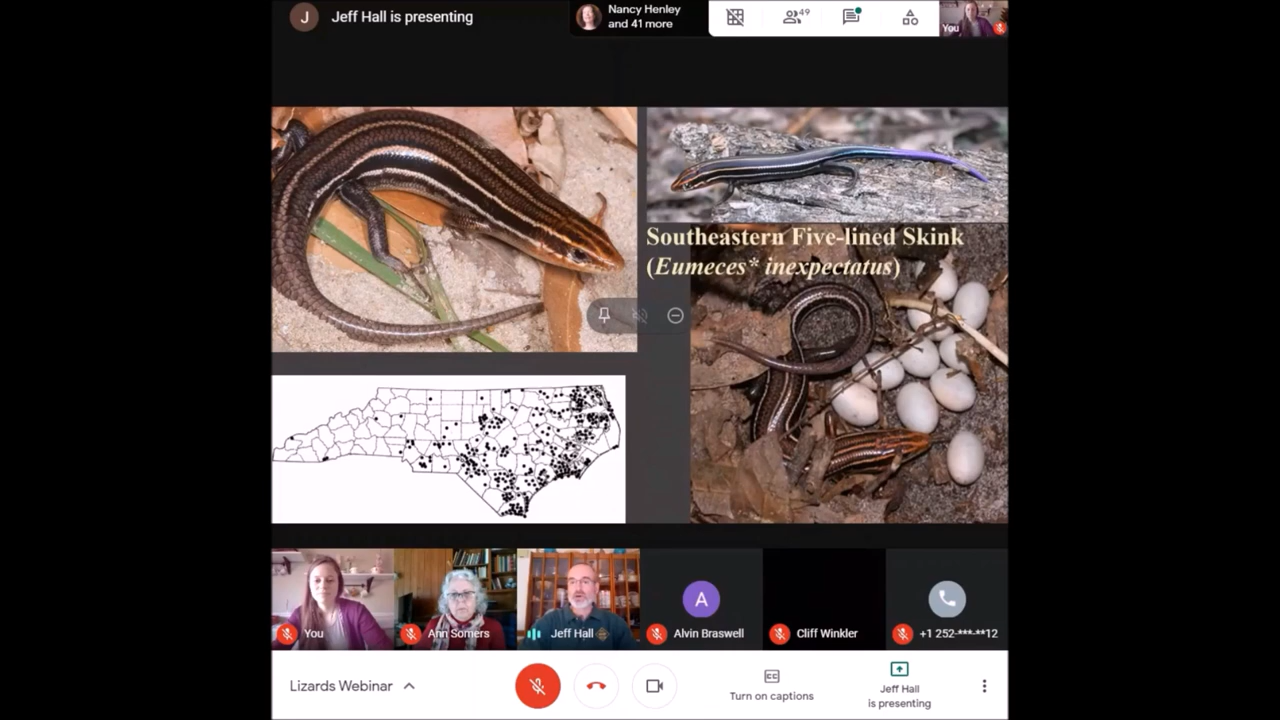 J
Jeff Hall is presenting
Nancy Henley
and 41 more
49
You
Southeastern Five-lined Skink
(Eumeces* inexpectatus)
You
Ann Somers
Jeff Hall
A
Alvin Braswell
Cliff Winkler
+1 252-***-**12
Lizards Webinar
CC
Turn on captions
Jeff Hall
is presenting